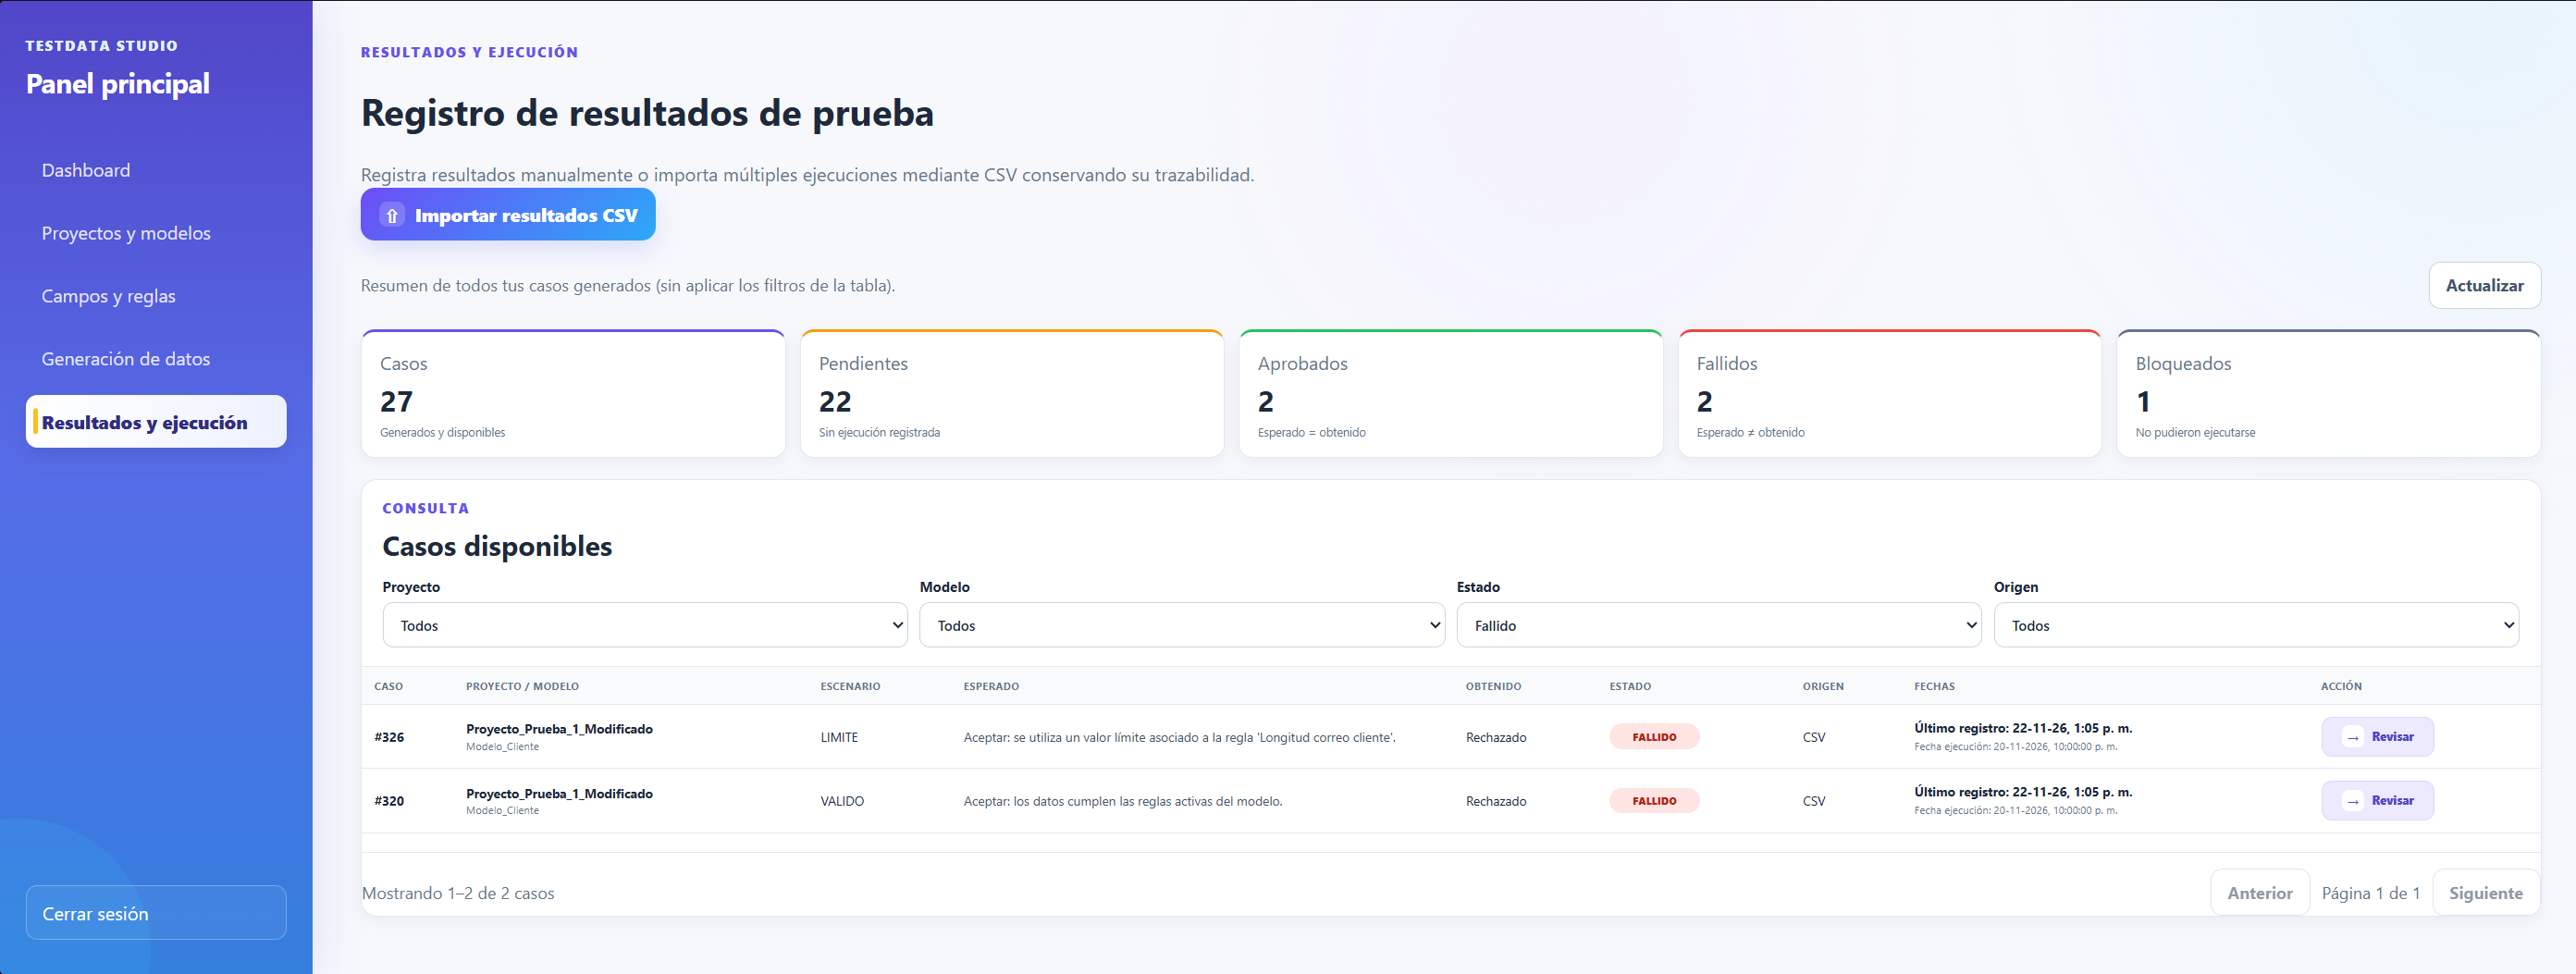 TESTDATA STUDIO
Panel principal
Dashboard
Proyectos y modelos
Campos y reglas
Generación de datos
Resultados y ejecución
Cerrar sesión
RESULTADOS Y EJECUCIÓN
Registro de resultados de prueba
Registra resultados manualmente o importa múltiples ejecuciones mediante CSV conservando su trazabilidad.
⇧ Importar resultados CSV
Resumen de todos tus casos generados (sin aplicar los filtros de la tabla).
Actualizar
Casos
27
Generados y disponibles
Pendientes
22
Sin ejecución registrada
Aprobados
2
Esperado = obtenido
Fallidos
2
Esperado ≠ obtenido
Bloqueados
1
No pudieron ejecutarse
CONSULTA
Casos disponibles
Proyecto Modelo Estado Origen
Todos Todos Fallido Todos
CASO PROYECTO / MODELO ESCENARIO ESPERADO OBTENIDO ESTADO ORIGEN FECHAS ACCIÓN
#326 Proyecto_Prueba_1_Modificado LIMITE Aceptar: se utiliza un valor límite asociado a la regla 'Longitud correo cliente'. Rechazado FALLIDO CSV Último registro: 22-11-26, 1:05 p. m. → Revisar
Modelo_Cliente Fecha ejecución: 20-11-2026, 10:00:00 p. m.
#320 Proyecto_Prueba_1_Modificado VALIDO Aceptar: los datos cumplen las reglas activas del modelo. Rechazado FALLIDO CSV Último registro: 22-11-26, 1:05 p. m. → Revisar
Modelo_Cliente Fecha ejecución: 20-11-2026, 10:00:00 p. m.
Mostrando 1–2 de 2 casos
Anterior Página 1 de 1 Siguiente